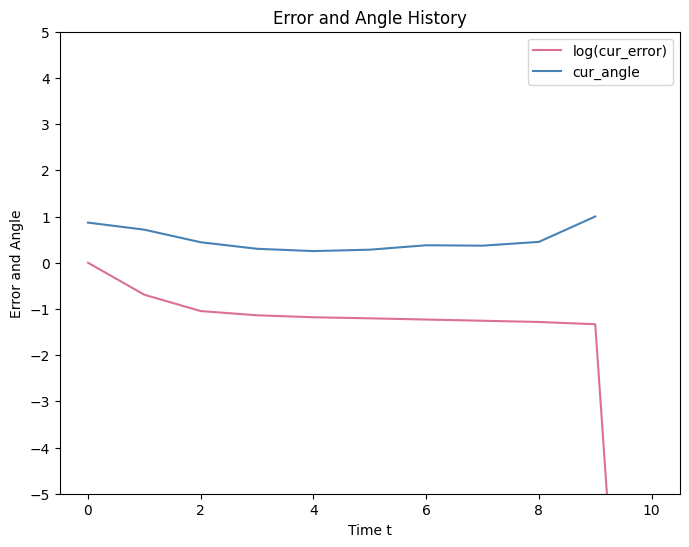 Error and Angle History
log(cur_error)
cur_angle
Error and Angle
5
4
3
2
1
0
−1
−2
−3
−4
−5
0 2 4 6 8 10
Time t